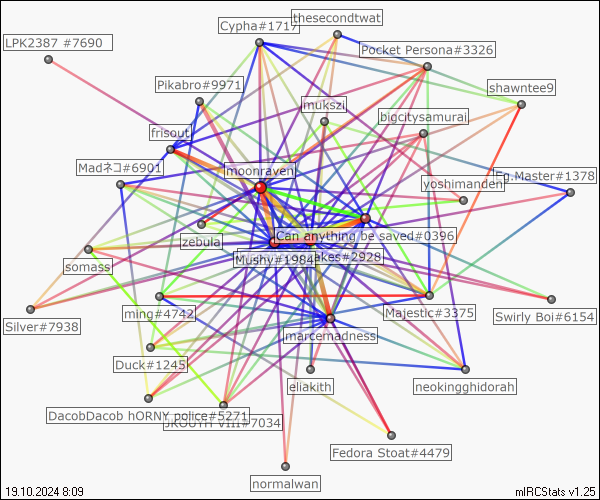 thesecondtwat
Cypha#1717
LPK2387 #7690
Pocket Persona#3326
Pikabro#9971
shawntee9
mukszi
bigcitysamurai
frisout
Madネコ#6901
moonraven
Eg.Master#1378
yoshmanden
zebula
Can anything be saved#0396
Mushy#1984
akes#2928
somass
ming#4742
Majestic#3375
Swirly Boi#6154
Silver#7938
marcemadness
Duck#1245
eliakith
neokingghidorah
DacobDacob hORNY police#5271
#7034
Fedora Stoat#4479
normalwan
19.10.2024 8:09
mIRCStats v1.25